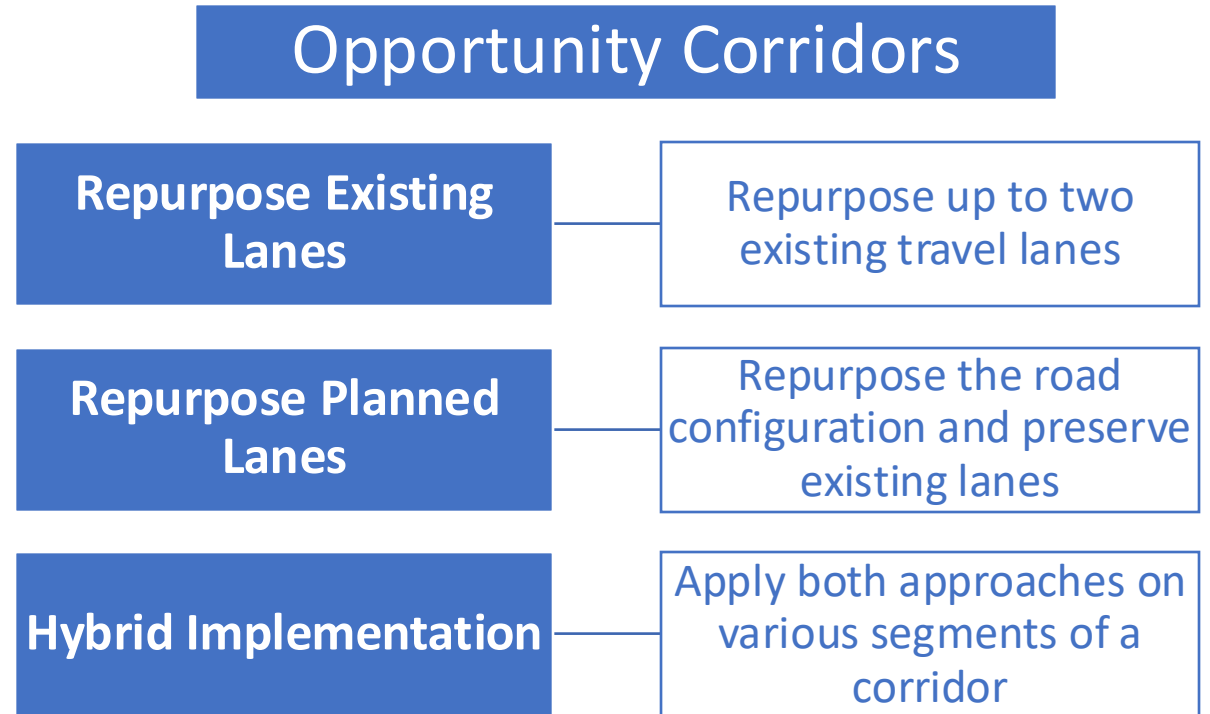 Opportunity Corridors
Repurpose Existing
Lanes
Repurpose up to two
existing travel lanes
Repurpose Planned
Lanes
Repurpose the road
configuration and preserve
existing lanes
Hybrid Implementation
Apply both approaches on
various segments of a
corridor